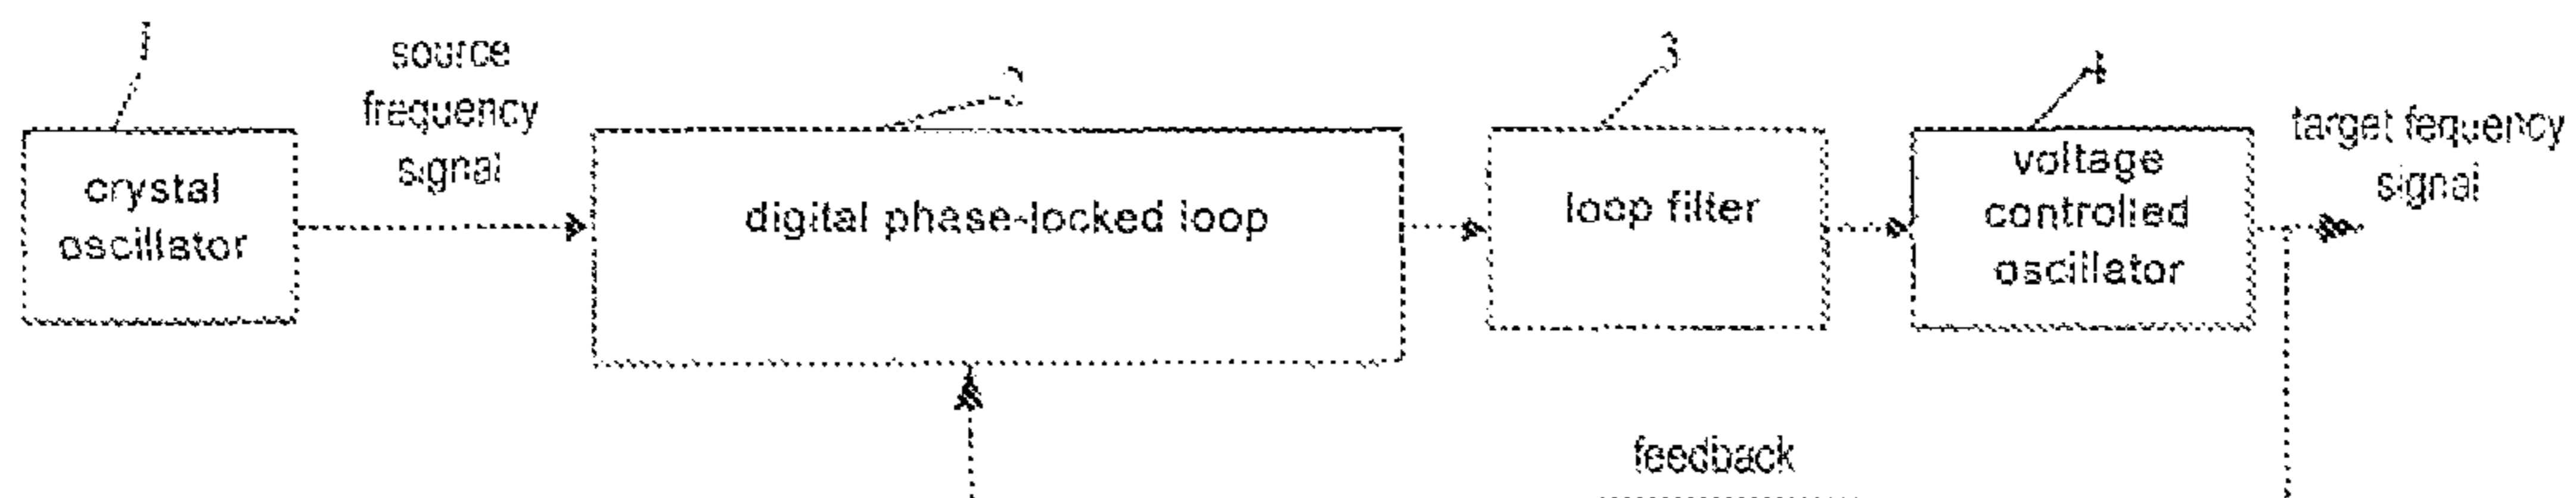 1
source
frequency
signal
2
3
4
crystal
oscillator
digital phase-locked loop
loop filter
voltage
controlled
oscillator
target fequency
signal
feedback